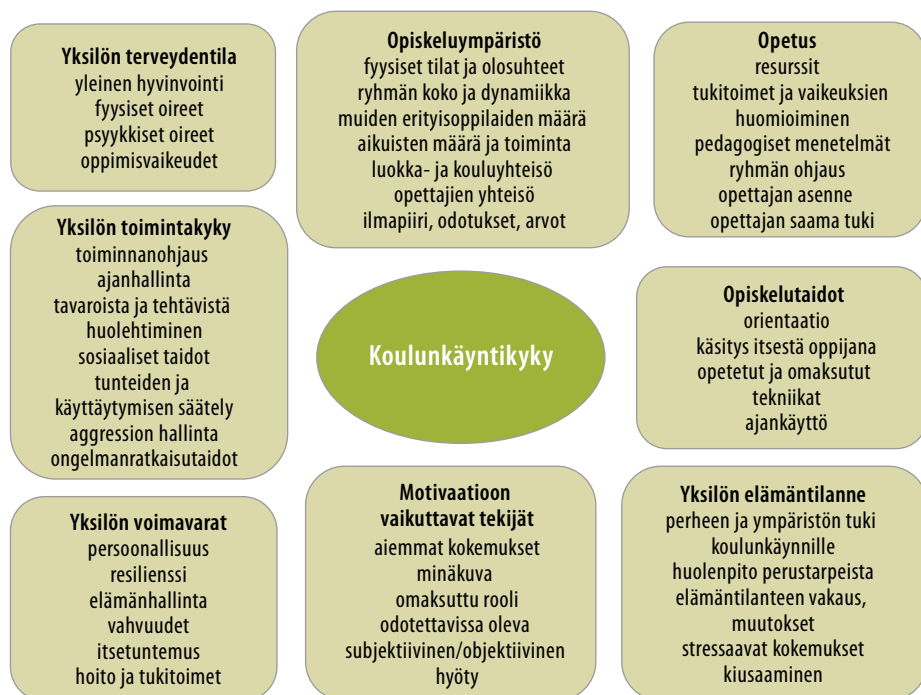 Yksilön terveydentila
yleinen hyvinvointi
fyysiset oireet
psyykkiset oireet
oppimisvaikeudet
Opiskeluympäristö
fyysiset tilat ja olosuhteet
ryhmän koko ja dynamiikka
muiden erityisoppilaiden määrä
aikuisten määrä ja toiminta
luokka- ja kouluyhteisö
opettajien yhteisö
ilmapiiri, odotukset, arvot
Opetus
resurssit
tukitoimet ja vaikeuksien
huomioiminen
pedagogiset menetelmät
ryhmän ohjaus
opettajan asenne
opettajan saama tuki
Yksilön toimintakyky
toiminnanohjaus
ajanhallinta
tavaroista ja tehtävistä
huolehtiminen
sosiaaliset taidot
tunteiden ja
käyttäytymisen säätely
aggression hallinta
ongelmanratkaisutaidot
Koulunkäyntikyky
Opiskelutaidot
orientaatio
käsitys itsestä oppijana
opetetut ja omaksutut
tekniikat
ajankäyttö
Yksilön voimavarat
persoonallisuus
resilienssi
elämänhallinta
vahvuudet
itsetuntemus
hoito ja tukitoimet
Motivaatioon
vaikuttavat tekijät
aiemmat kokemukset
minäkuva
omaksuttu rooli
odotettavissa oleva
subjektiivinen/objektiivinen
hyöty
Yksilön elämäntilanne
perheen ja ympäristön tuki
koulunkäynnille
huolenpito perustarpeista
elämäntilanteen vakaus,
muutokset
stressaavat kokemukset
kiusaaminen